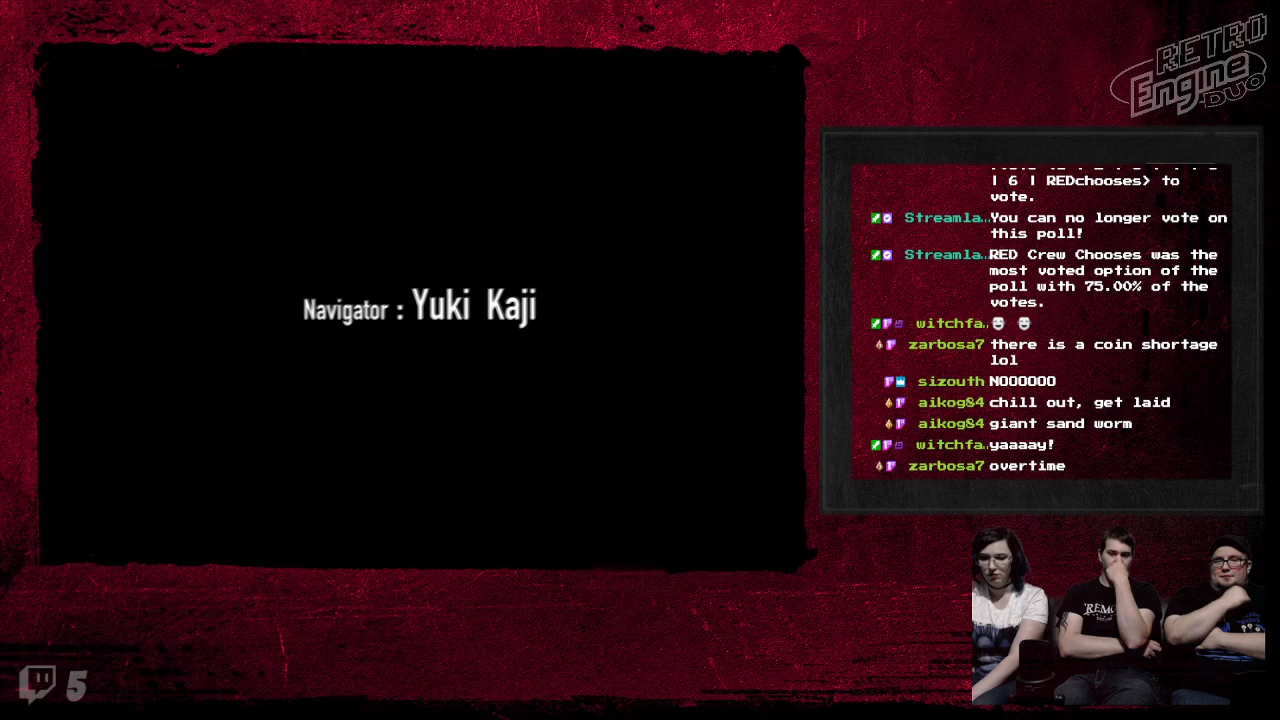 RETRO
Engine
DUO
Navigator : Yuki Kaji
| 6 | REDchooses> to
vote.
Streamla..You can no longer vote on
this poll!
Streamla..RED Crew Chooses was the
most voted option of the
poll with 75.00% of the
votes.
witchfa..
zarbosa7 there is a coin shortage
lol
sizouth NOOOOOO
aikog84 chill out, get laid
aikog84 giant sand worm
witchfa..yaaaay!
zarbosa7 overtime
5